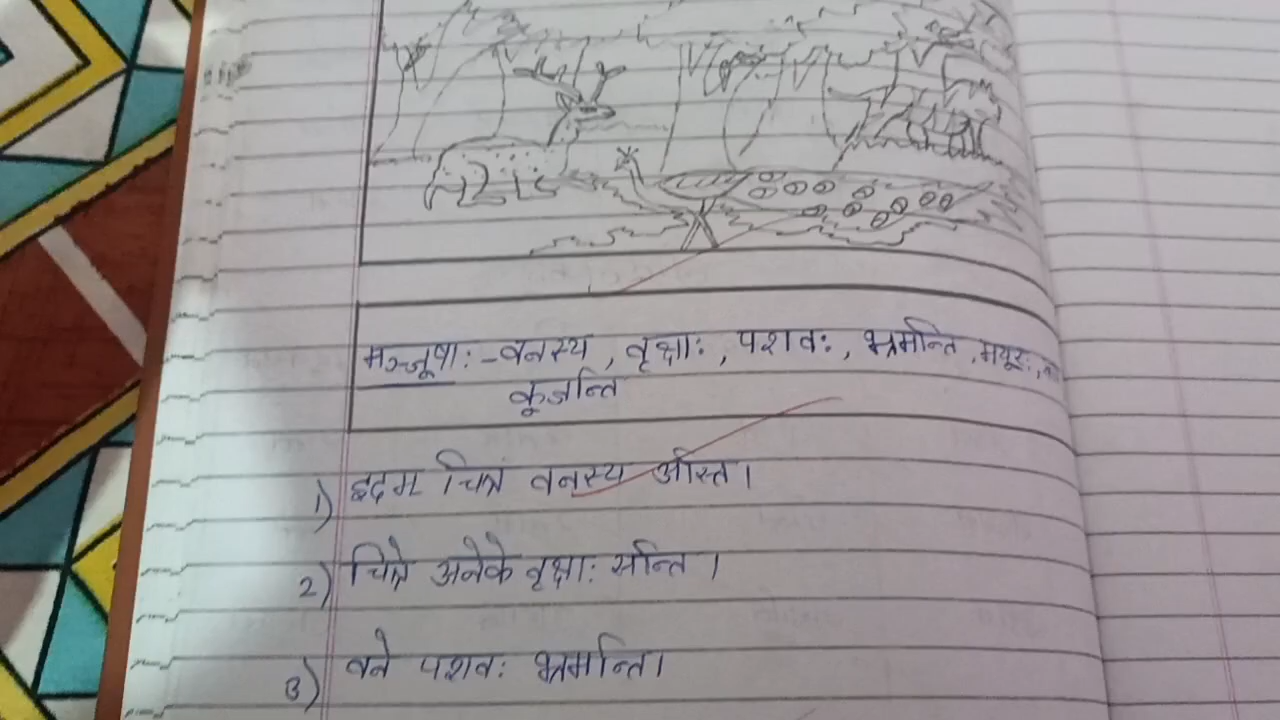 मञ्जूषाः - वनस्य, वृक्षाः, पशवः, भ्रमन्ति, मयूरः,
कूजन्ति
1) इदम चित्रं वनस्य अस्ति।
2) चित्रे अनेके वृक्षाः सन्ति।
3) वने पशवः भ्रमन्ति।